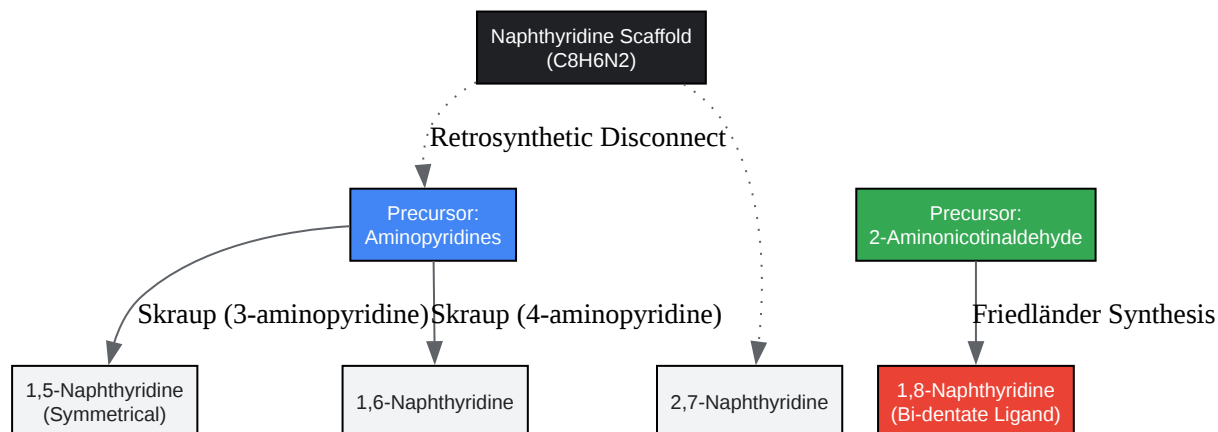 Naphthyridine Scaffold
(C8H6N2)
Retrosynthetic Disconnect
Precursor:
Aminopyridines
Precursor:
2-Aminonicotinaldehyde
Skraup (3-aminopyridine)
Skraup (4-aminopyridine)
Friedländer Synthesis
1,5-Naphthyridine
(Symmetrical)
1,6-Naphthyridine
2,7-Naphthyridine
1,8-Naphthyridine
(Bi-dentate Ligand)